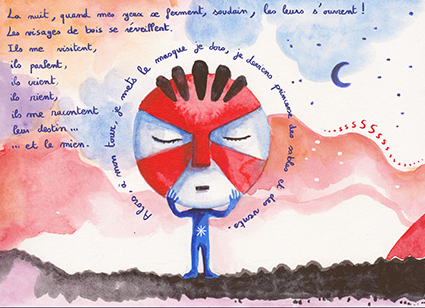 La nuit, quand mes yeux se ferment, soudain, les leurs s'ouvrent !
Les visages de bois se réveillent.
Ils me visitent,
ils parlent,
ils crient,
ils rient,
ils me racontent
leur destin...
... et le mien.
Alors, à mon tour, je mets le masque je dors, je deviens princesse des sables et des vents.
ssssSSSsss